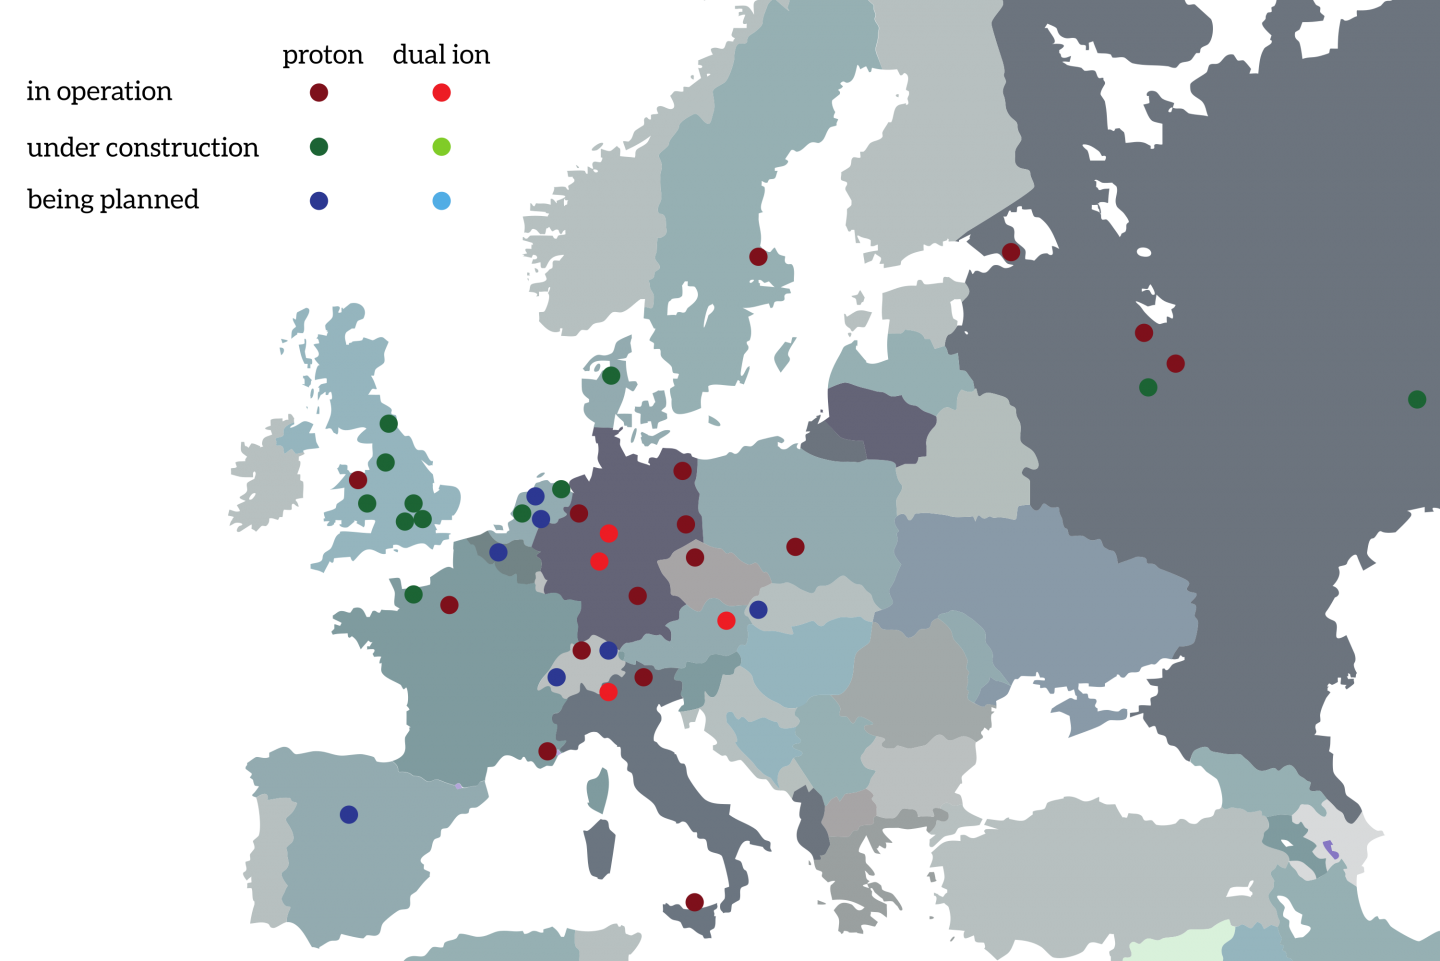 proton dual ion
in operation
under construction
being planned